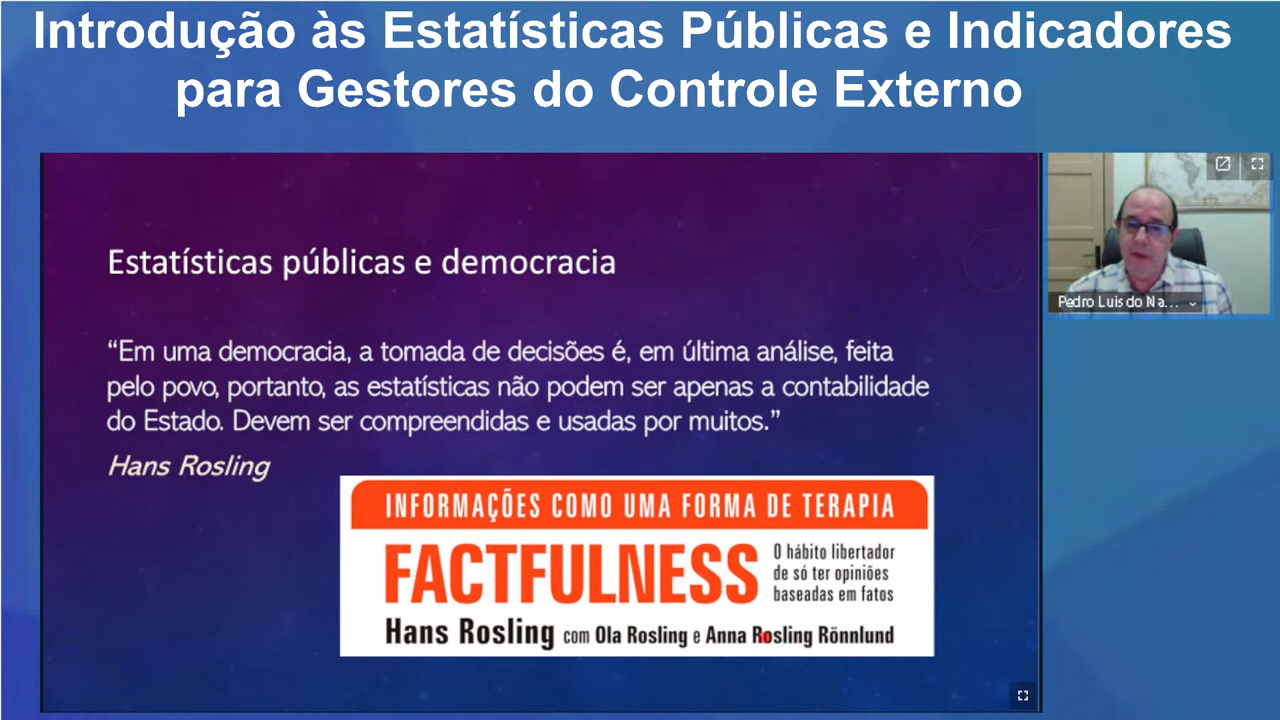 Introdução às Estatísticas Públicas e Indicadores
para Gestores do Controle Externo
Estatísticas públicas e democracia
“Em uma democracia, a tomada de decisões é, em última análise, feita
pelo povo, portanto, as estatísticas não podem ser apenas a contabilidade
do Estado. Devem ser compreendidas e usadas por muitos.”
Hans Rosling
INFORMAÇÕES COMO UMA FORMA DE TERAPIA
FACTFULNESS
O hábito libertador
de só ter opiniões
baseadas em fatos
Hans Rosling com Ola Rosling e Anna Rosling Rönnlund
Pedro Luis do Na...